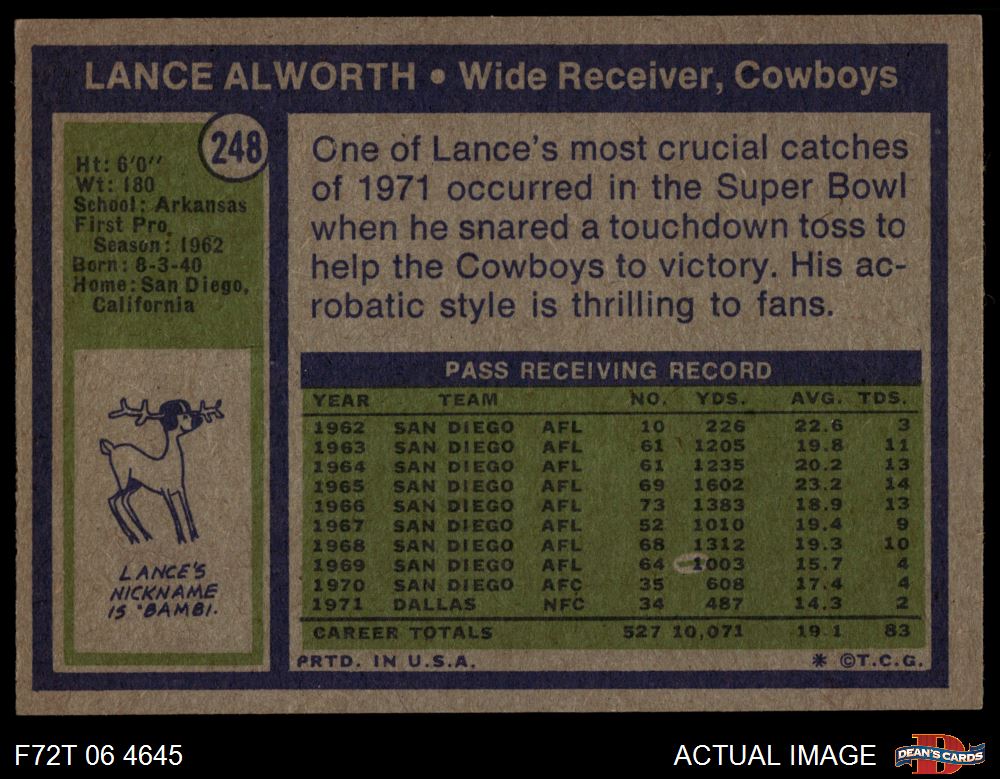 LANCE ALWORTH • Wide Receiver, Cowboys
248
Ht: 6'0''
Wt: 180
School: Arkansas
First Pro
Season: 1962
Born: 8-3-40
Home: San Diego,
California
LANCE'S
NICKNAME
IS "BAMBI.
One of Lance's most crucial catches
of 1971 occurred in the Super Bowl
when he snared a touchdown toss to
help the Cowboys to victory. His ac-
robatic style is thrilling to fans.
PASS RECEIVING RECORD
YEAR TEAM NO. YDS. AVG. TDS.
1962 SAN DIEGO AFL 10 226 22.6 3
1963 SAN DIEGO AFL 61 1205 19.8 11
1964 SAN DIEGO AFL 61 1235 20.2 13
1965 SAN DIEGO AFL 69 1602 23.2 14
1966 SAN DIEGO AFL 73 1383 18.9 13
1967 SAN DIEGO AFL 52 1010 19.4 9
1968 SAN DIEGO AFL 68 1312 19.3 10
1969 SAN DIEGO AFL 64 1003 15.7 4
1970 SAN DIEGO AFC 35 608 17.4 4
1971 DALLAS NFC 34 487 14.3 2
CAREER TOTALS 527 10,071 19.1 83
PRTD. IN U.S.A. * ©T.C.G.
F72T 06 4645 ACTUAL IMAGE
D
DEAN'S CARDS